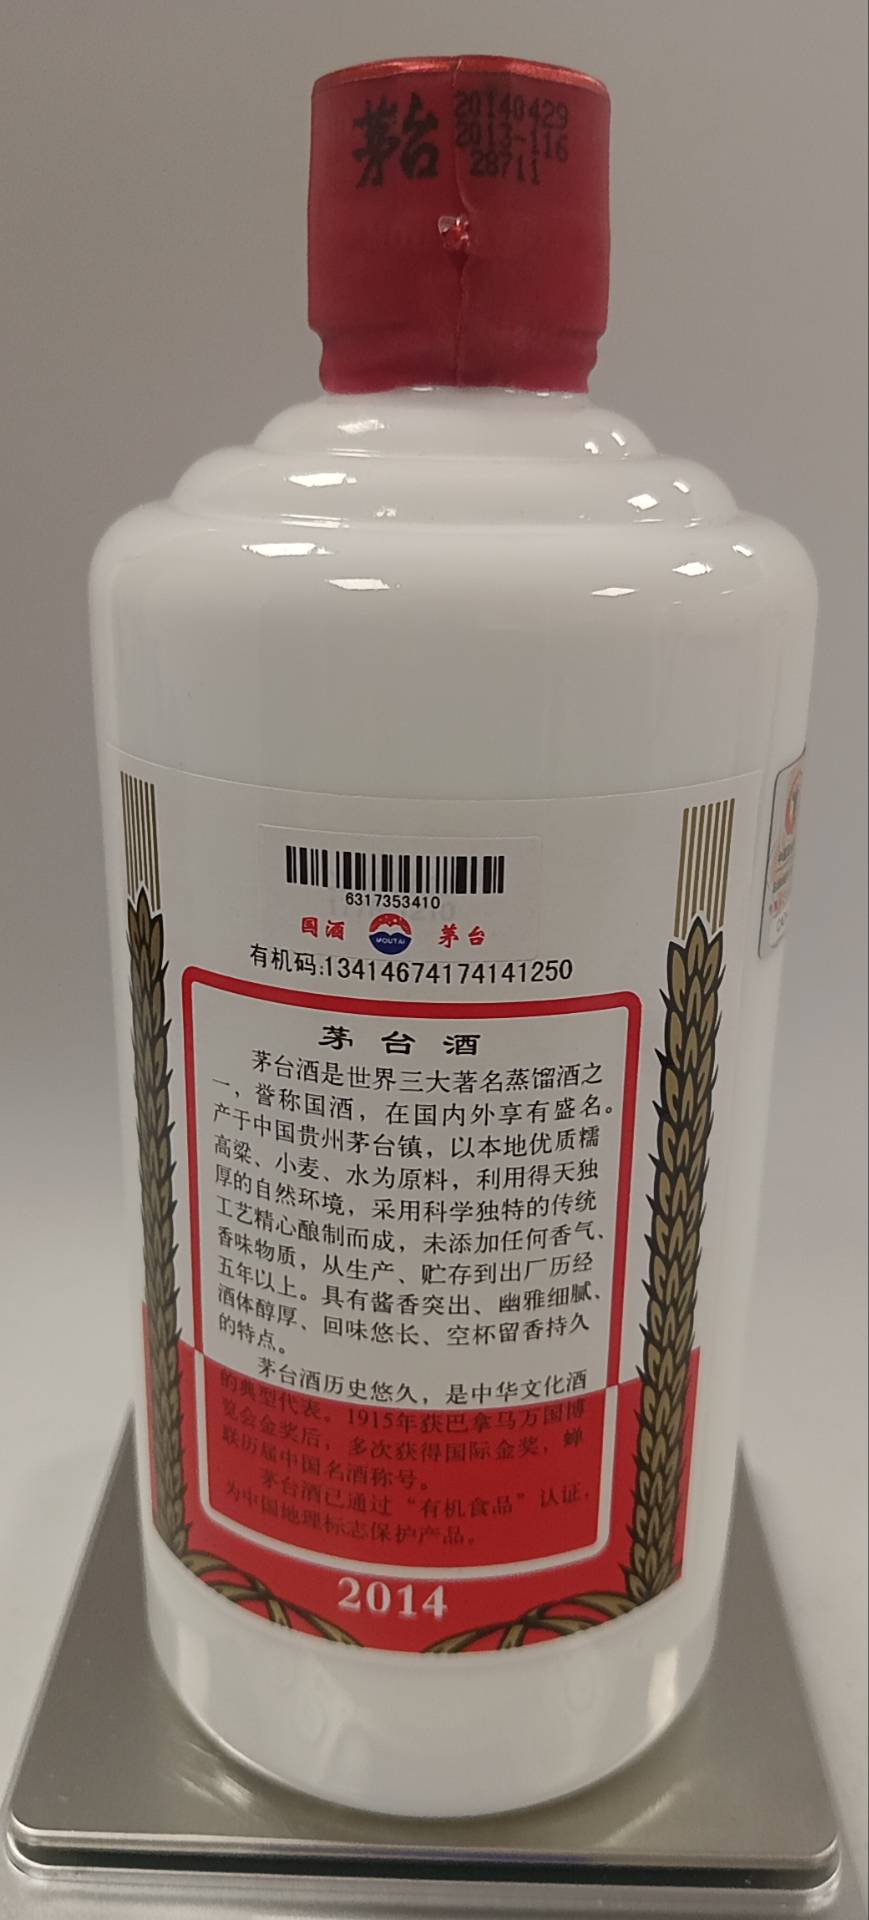 茅台
20140429
2013-116
28711
6317353410
国酒
MOUTAI
茅台
有机码:13414674174141250
茅台酒
茅台酒是世界三大著名蒸馏酒之
一，誉称国酒，在国内外享有盛名。
产于中国贵州茅台镇，以本地优质糯
高粱、小麦、水为原料，利用得天独
厚的自然环境，采用科学独特的传统
工艺精心酿制而成，未添加任何香气、
香味物质，从生产、贮存到出厂历经
五年以上。具有酱香突出、幽雅细腻、
酒体醇厚、回味悠长、空杯留香持久
的特点。
茅台酒历史悠久，是中华文化酒
的典型代表。1915年获巴拿马万国博
览会金奖后，多次获得国际金奖，蝉
联历届中国名酒称号。
茅台酒已通过“有机食品”认证，
为中国地理标志保护产品。
2014